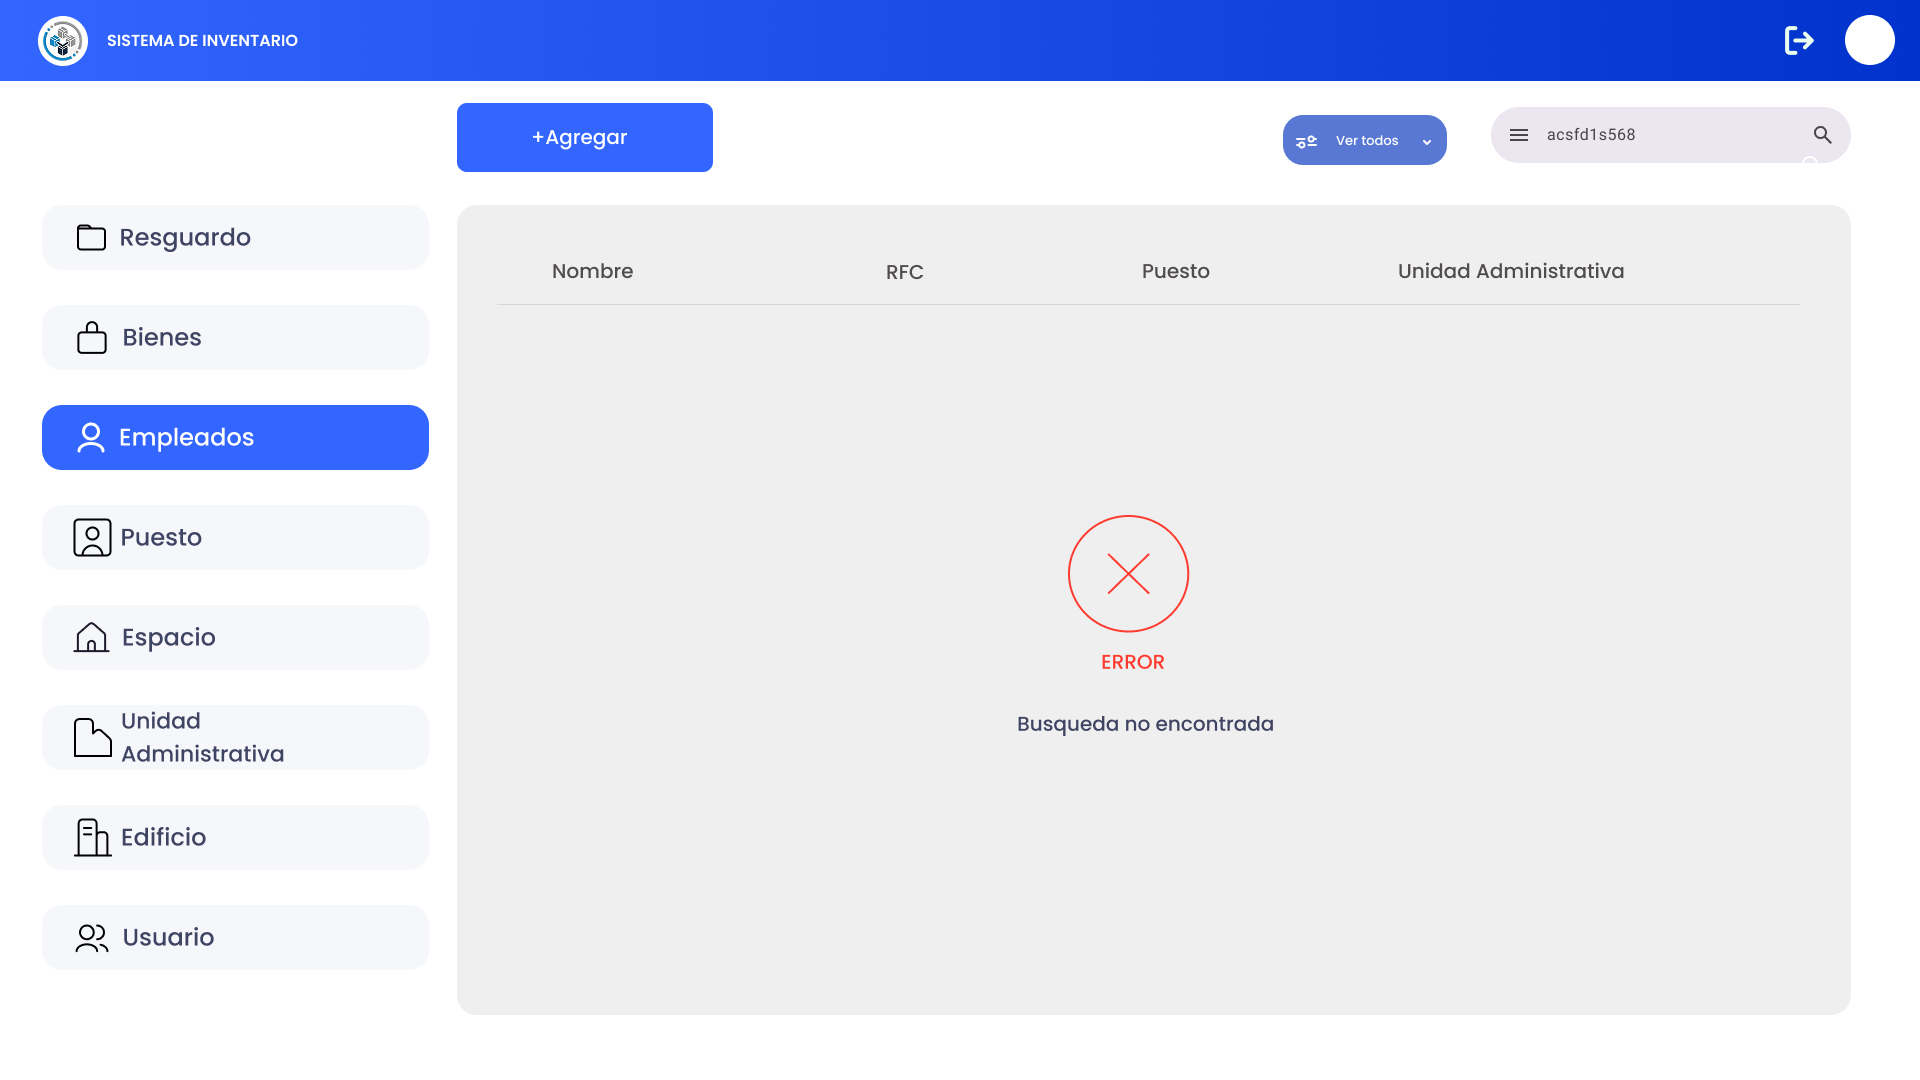 SISTEMA DE INVENTARIO
+Agregar
Ver todos
acsfd1s568
Resguardo
Bienes
Empleados
Puesto
Espacio
Unidad
Administrativa
Edificio
Usuario
Nombre RFC Puesto Unidad Administrativa
ERROR
Busqueda no encontrada